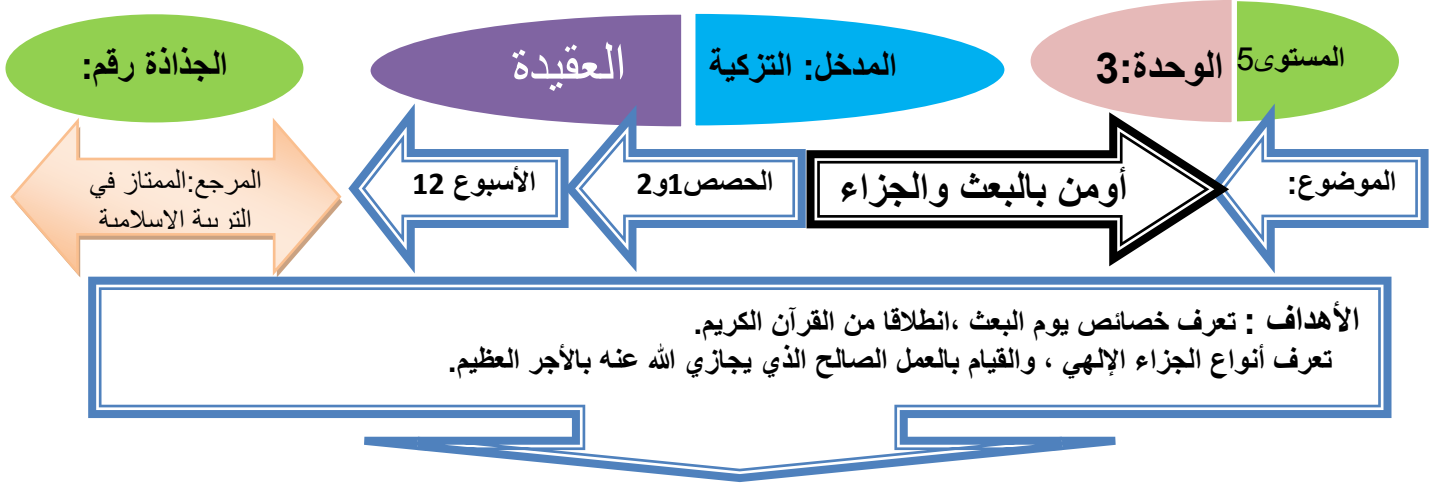 المستوى5
الوحدة:3
المدخل: التزكية
العقيدة
الجذاذة رقم:
الموضوع:
أومن بالبعث والجزاء
الحصص1و2
الأسبوع 12
المرجع:الممتاز في
التربية الإسلامية
الأهداف : تعرف خصائص يوم البعث ،انطلاقا من القرآن الكريم.
تعرف أنواع الجزاء الإلهي ، والقيام بالعمل الصالح الذي يجازي الله عنه بالأجر العظيم.